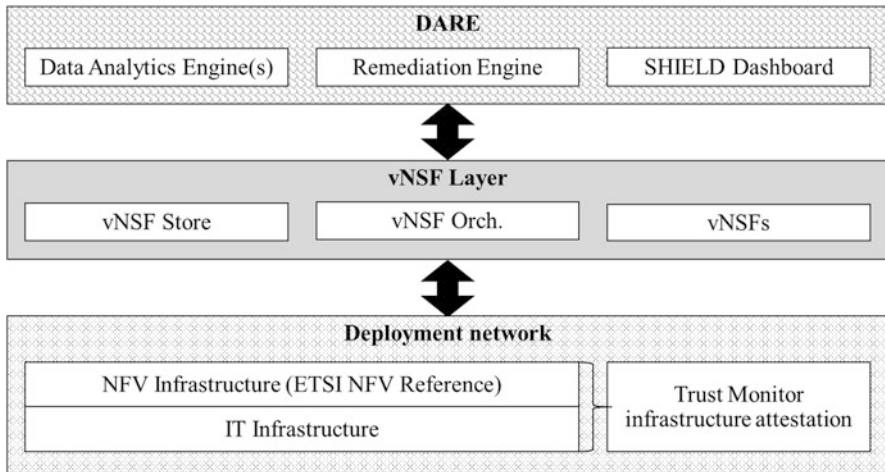 DARE
Data Analytics Engine(s)
Remediation Engine
SHIELD Dashboard
vNSF Layer
vNSF Store
vNSF Orch.
vNSFs
Deployment network
NFV Infrastructure (ETSI NFV Reference)
IT Infrastructure
Trust Monitor
infrastructure attestation